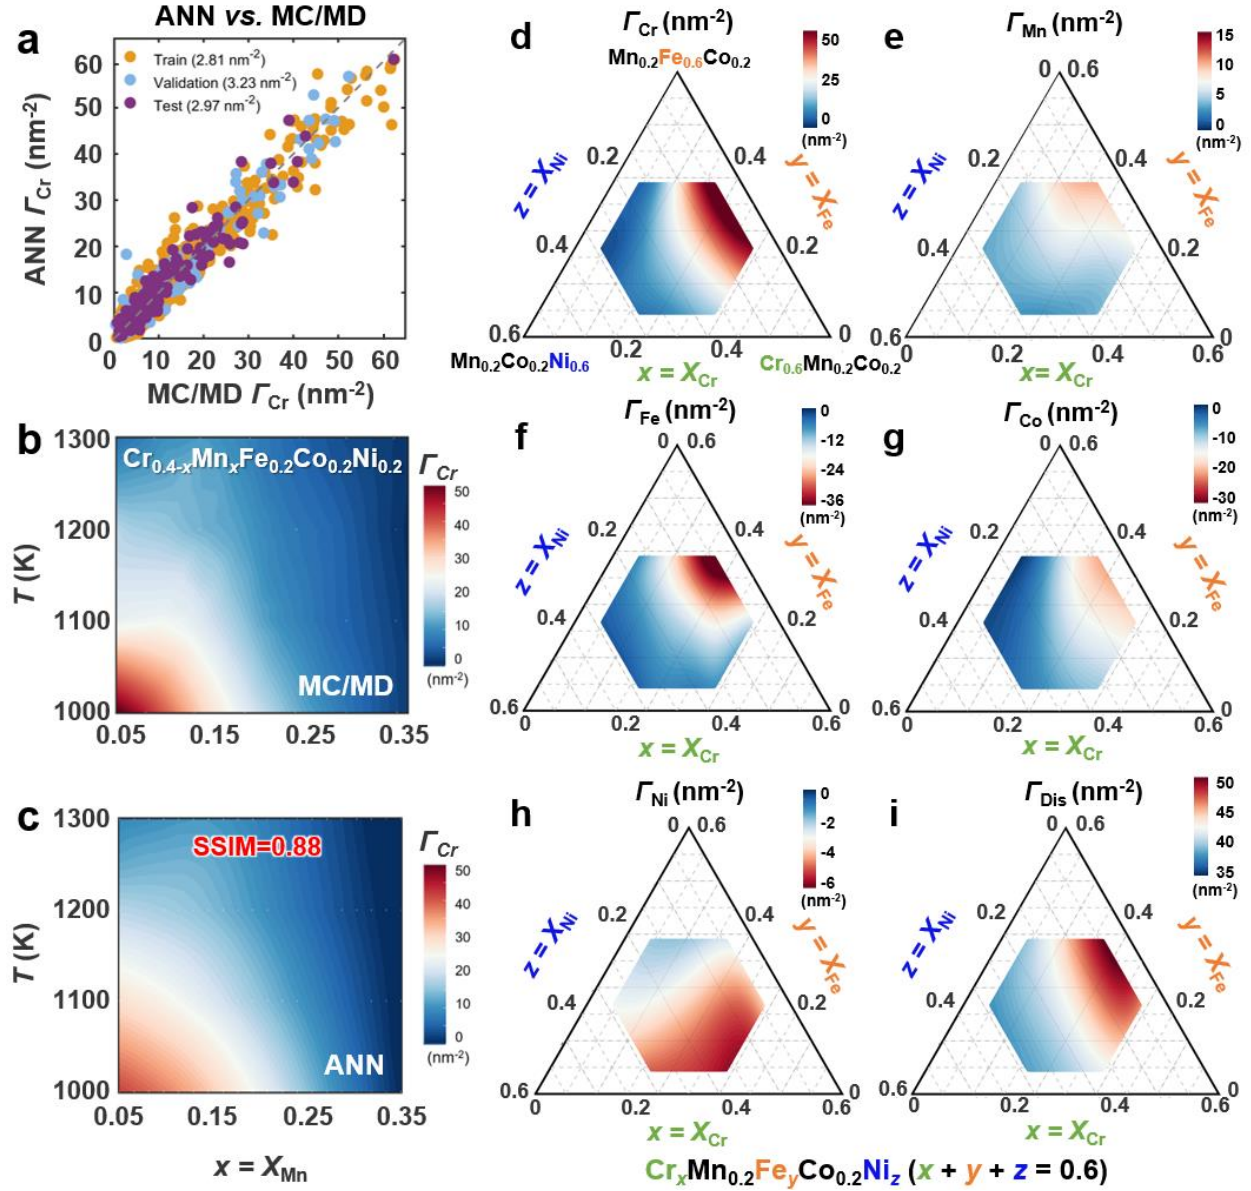 ANN vs. MC/MD
a
Train (2.81 nm-2)
Validation (3.23 nm-2)
Test (2.97 nm-2)
60
50
40
30
20
10
0
0 10 20 30 40 50 60
ANN ΓCr (nm-2)
MC/MD ΓCr (nm-2)
b
Cr0.4-xMnxFe0.2Co0.2Ni0.2
MC/MD
1300
1200
1100
1000
T (K)
0.05 0.15 0.25 0.35
ΓCr
50
40
30
20
10
0
(nm-2)
c
SSIM=0.88
ANN
1300
1200
1100
1000
T (K)
0.05 0.15 0.25 0.35
x = XMn
ΓCr
50
40
30
20
10
0
(nm-2)
d
ΓCr (nm-2)
Mn0.2Fe0.6Co0.2
50
25
0
(nm-2)
0.2 0.4
z = XNi
y = XFe
0.4 0.2
0.6 0
Mn0.2Co0.2Ni0.6
0.2 0.4
Cr0.6Mn0.2Co0.2
x = XCr
e
ΓMn (nm-2)
15
10
5
0
(nm-2)
0 0.6
0.2 0.4
z = XNi
y = XFe
0.4 0.2
0.6 0
0 0.2 0.4 0.6
x= XCr
f
ΓFe (nm-2)
0
-12
-24
-36
(nm-2)
0 0.6
0.2 0.4
z = XNi
y = XFe
0.4 0.2
0.6 0
0 0.2 0.4 0.6
x = XCr
g
ΓCo (nm-2)
0
-10
-20
-30
(nm-2)
0 0.6
0.2 0.4
z = XNi
y = XFe
0.4 0.2
0.6 0
0 0.2 0.4 0.6
x = XCr
h
ΓNi (nm-2)
0
-2
-4
-6
(nm-2)
0 0.6
0.2 0.4
z = XNi
y = XFe
0.4 0.2
0.6 0
0 0.2 0.4 0.6
x = XCr
i
ΓDis (nm-2)
50
45
40
35
(nm-2)
0 0.6
0.2 0.4
z = XNi
y = XFe
0.4 0.2
0.6 0
0 0.2 0.4 0.6
x = XCr
CrxMn0.2FeyCo0.2Niz (x + y + z = 0.6)